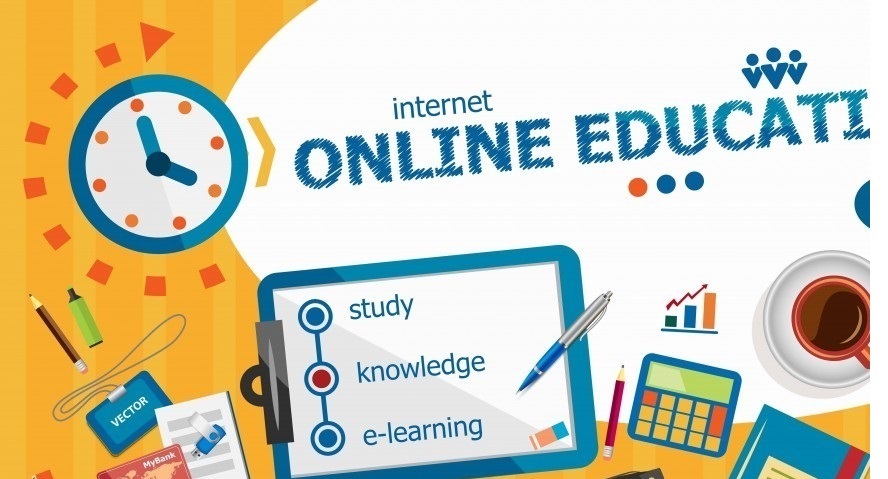 internet
ONLINE EDUCATI
study
knowledge
e-learning
VECTOR
MyBank